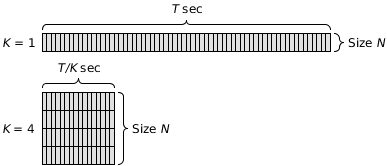 T sec
K = 1
Size N
T/K sec
K = 4
Size N